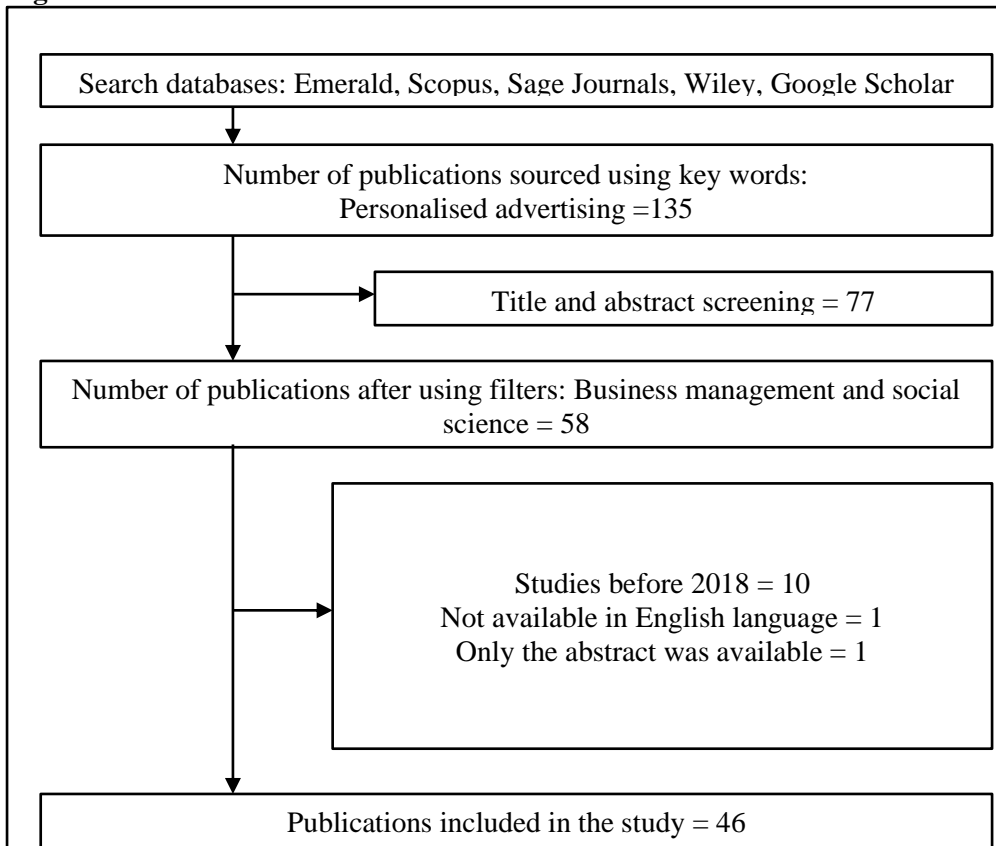 Search databases: Emerald, Scopus, Sage Journals, Wiley, Google Scholar
Number of publications sourced using key words:
Personalised advertising =135
Title and abstract screening = 77
Number of publications after using filters: Business management and social
science = 58
Studies before 2018 = 10
Not available in English language = 1
Only the abstract was available = 1
Publications included in the study = 46